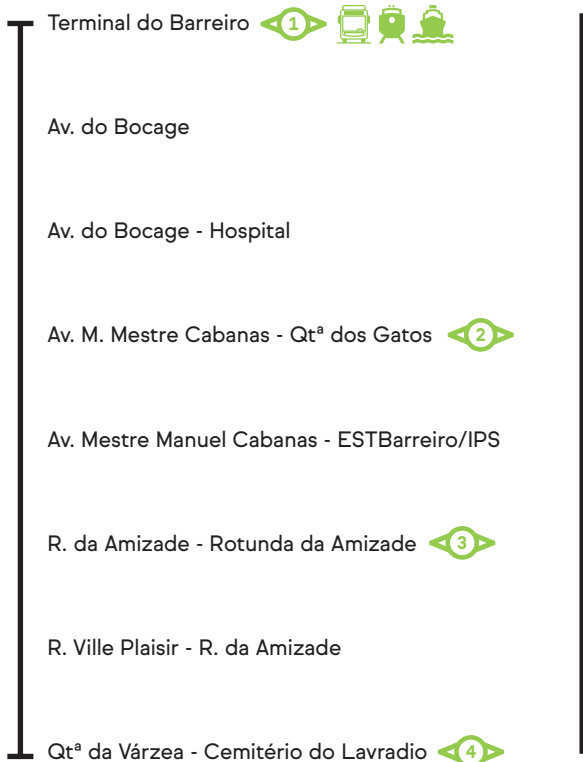 Terminal do Barreiro 1
Av. do Bocage
Av. do Bocage - Hospital
Av. M. Mestre Cabanas - Qtª dos Gatos 2
Av. Mestre Manuel Cabanas - ESTBarreiro/IPS
R. da Amizade - Rotunda da Amizade 3
R. Ville Plaisir - R. da Amizade
Qtª da Várzea - Cemitério do Lavradio 4